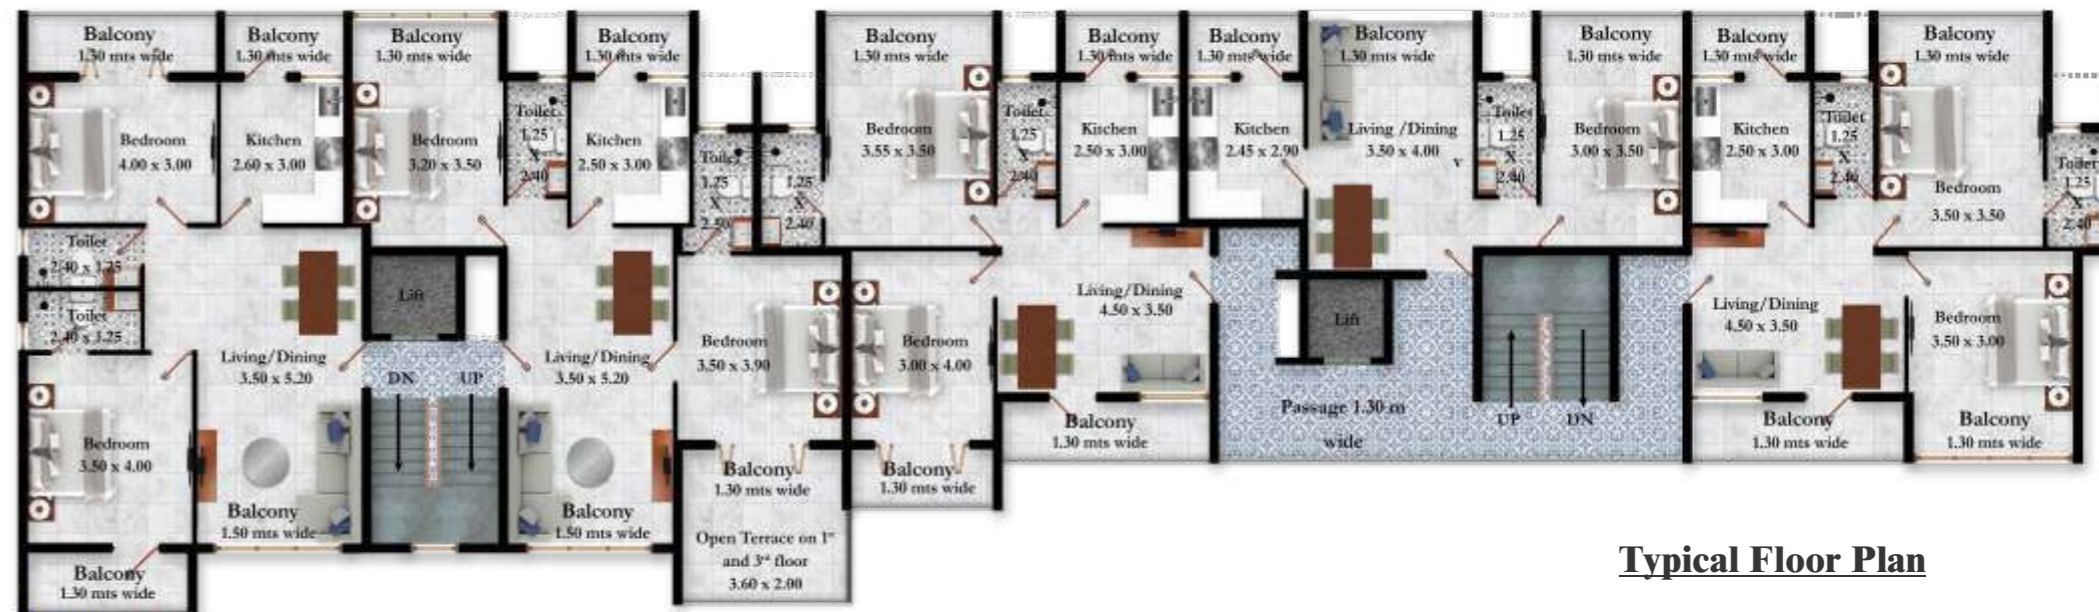 Balcony
1.30 mts wide
Balcony
1.30 mts wide
Balcony
1.30 mts wide
Balcony
1.30 mts wide
Balcony
1.30 mts wide
Balcony
1.30 mts wide
Balcony
1.30 mts wide
Balcony
1.30 mts wide
Balcony
1.30 mts wide
Balcony
1.30 mts wide
Balcony
1.30 mts wide
Bedroom
4.00 x 3.00
Kitchen
2.60 x 3.00
Bedroom
3.20 x 3.50
Toilet
1.25
X
2.40
Kitchen
2.50 x 3.00
Toilet
1.25
X
2.50
1.25
X
2.40
Bedroom
3.55 x 3.50
Toilet
1.25
X
2.40
Kitchen
2.50 x 3.00
Kitchen
2.45 x 2.90
Living /Dining
3.50 x 4.00
v
Toilet
1.25
X
2.40
Bedroom
3.00 x 3.50
Kitchen
2.50 x 3.00
Toilet
1.25
X
2.40
Bedroom
3.50 x 3.50
Toilet
1.25
X
2.40
Toilet
2.40 x 1.25
Toilet
2.40 x 1.25
Lift
Living/Dining
3.50 x 5.20
DN
UP
Living/Dining
3.50 x 5.20
Bedroom
3.50 x 3.90
Bedroom
3.00 x 4.00
Living/Dining
4.50 x 3.50
Lift
Living/Dining
4.50 x 3.50
Bedroom
3.50 x 3.00
Bedroom
3.50 x 4.00
Balcony
1.50 mts wide
Balcony
1.50 mts wide
Balcony
1.30 mts wide
Balcony
1.30 mts wide
Balcony
1.30 mts wide
Passage 1.30 m
wide
UP
DN
Balcony
1.30 mts wide
Balcony
1.30 mts wide
Open Terrace on 1st
and 3rd floor
3.60 x 2.00
Balcony
1.30 mts wide
Typical Floor Plan